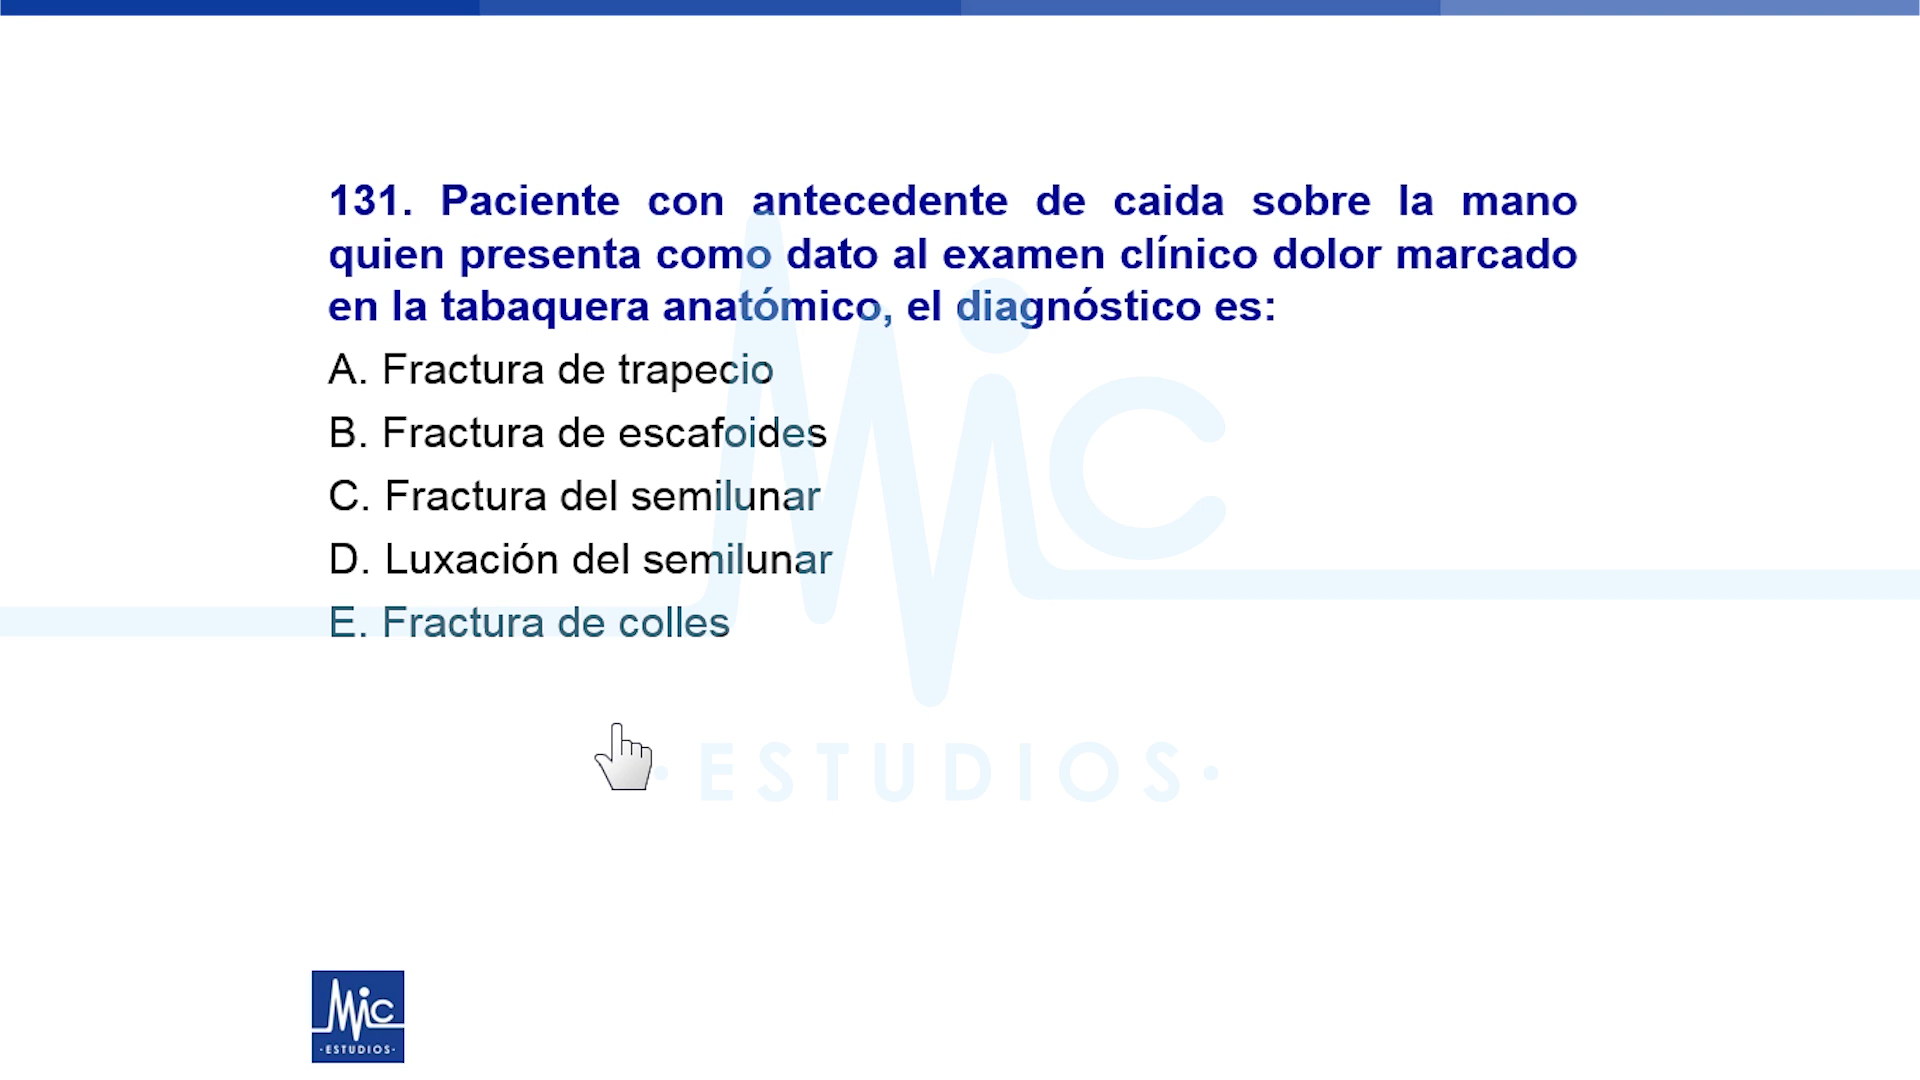 131. Paciente con antecedente de caida sobre la mano
quien presenta como dato al examen clínico dolor marcado
en la tabaquera anatómico, el diagnóstico es:
A. Fractura de trapecio
B. Fractura de escafoides
C. Fractura del semilunar
D. Luxación del semilunar
E. Fractura de colles
Mic
·ESTUDIOS·
Mic
·ESTUDIOS·